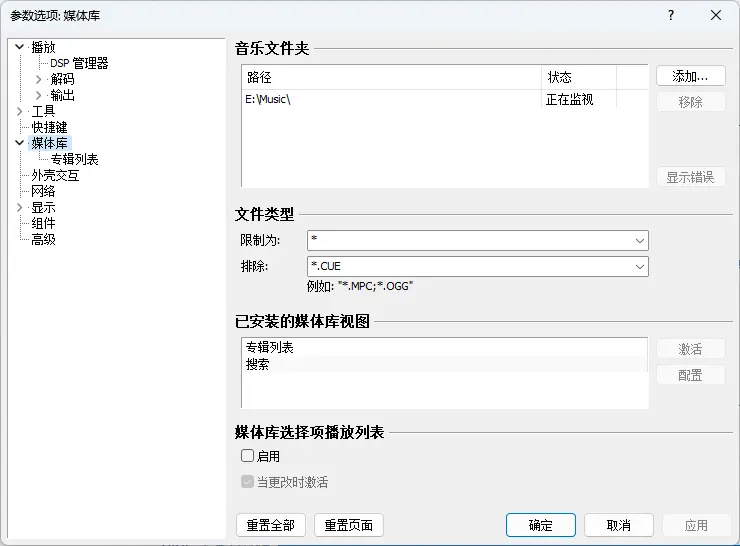 参数选项: 媒体库
?
播放
DSP 管理器
解码
输出
工具
快捷键
媒体库
专辑列表
外壳交互
网络
显示
组件
高级
音乐文件夹
路径 状态
E:\Music\ 正在监视
添加...
移除
显示错误
文件类型
限制为: *
排除: *.CUE
例如: "*.MPC;*.OGG"
已安装的媒体库视图
专辑列表
搜索
激活
配置
媒体库选择项播放列表
启用
当更改时激活
重置全部 重置页面 确定 取消 应用